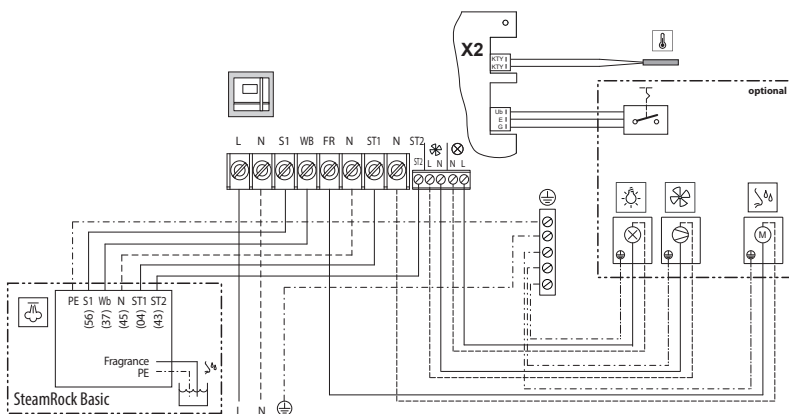 X2
KTY
KTY
Ub
E
G
optional
L N S1 WB FR N ST1 N ST2
ST2 L N N L
M
PE S1 Wb N ST1 ST2
(56) (37) (45) (04) (43)
Fragrance
PE
SteamRock Basic
L N